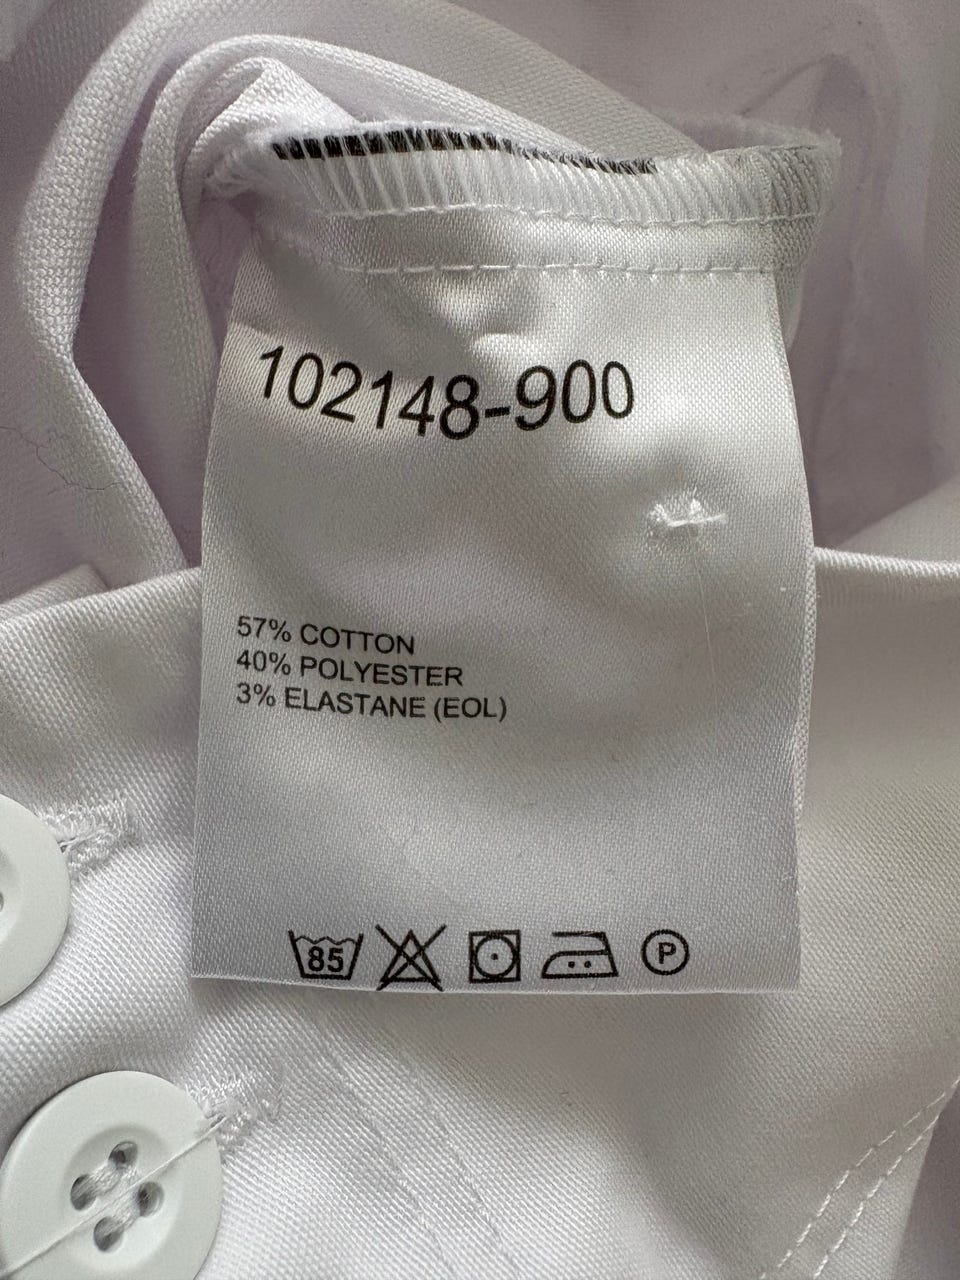 102148-900
57% COTTON
40% POLYESTER
3% ELASTANE (EOL)
85 P